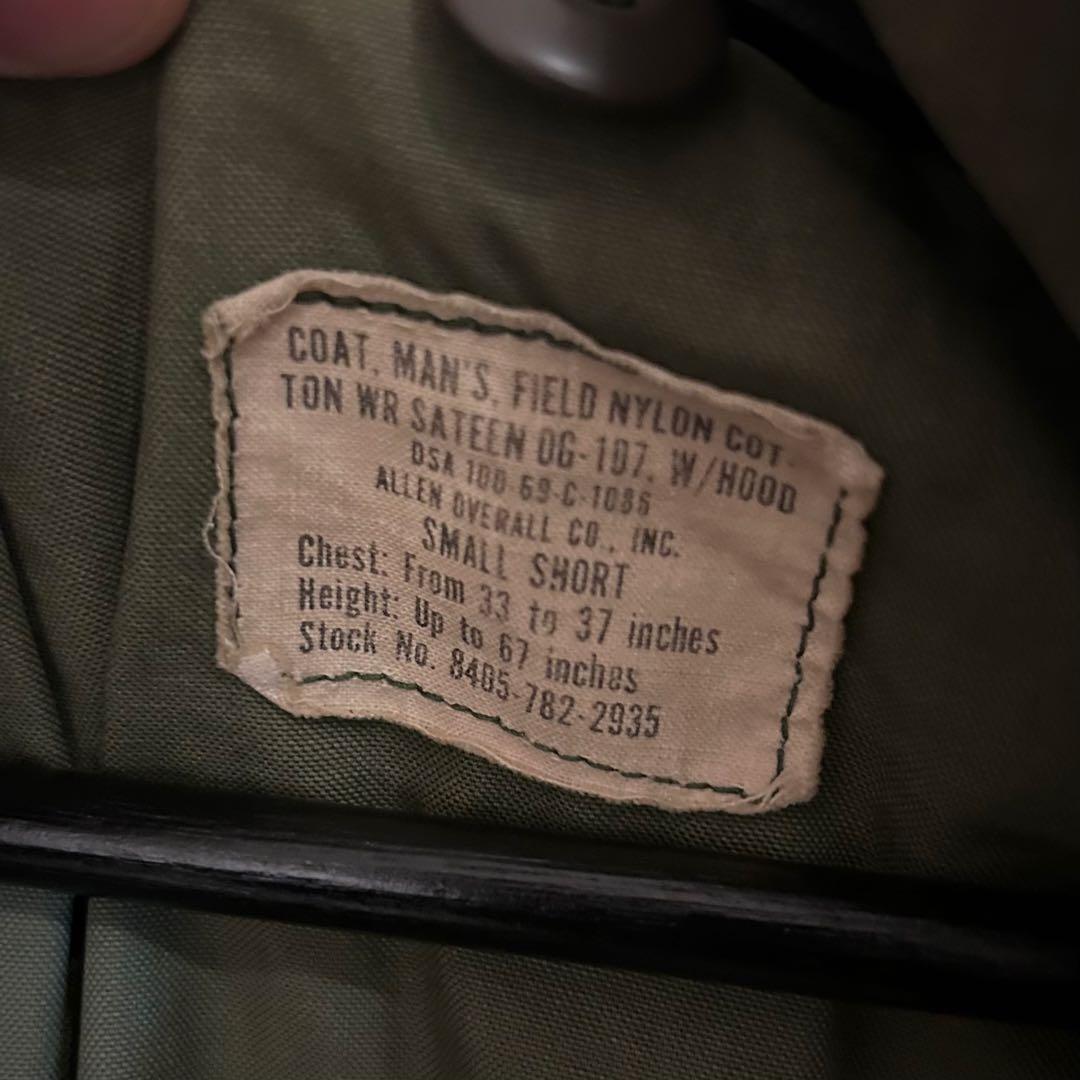 COAT, MAN'S, FIELD NYLON COT
TON WR SATEEN OG-107, W/HOOD
DSA 100-69-C-1086
ALLEN OVERALL CO., INC.
SMALL SHORT
Chest: From 33 to 37 inches
Height: Up to 67 inches
Stock No. 8405-782-2935